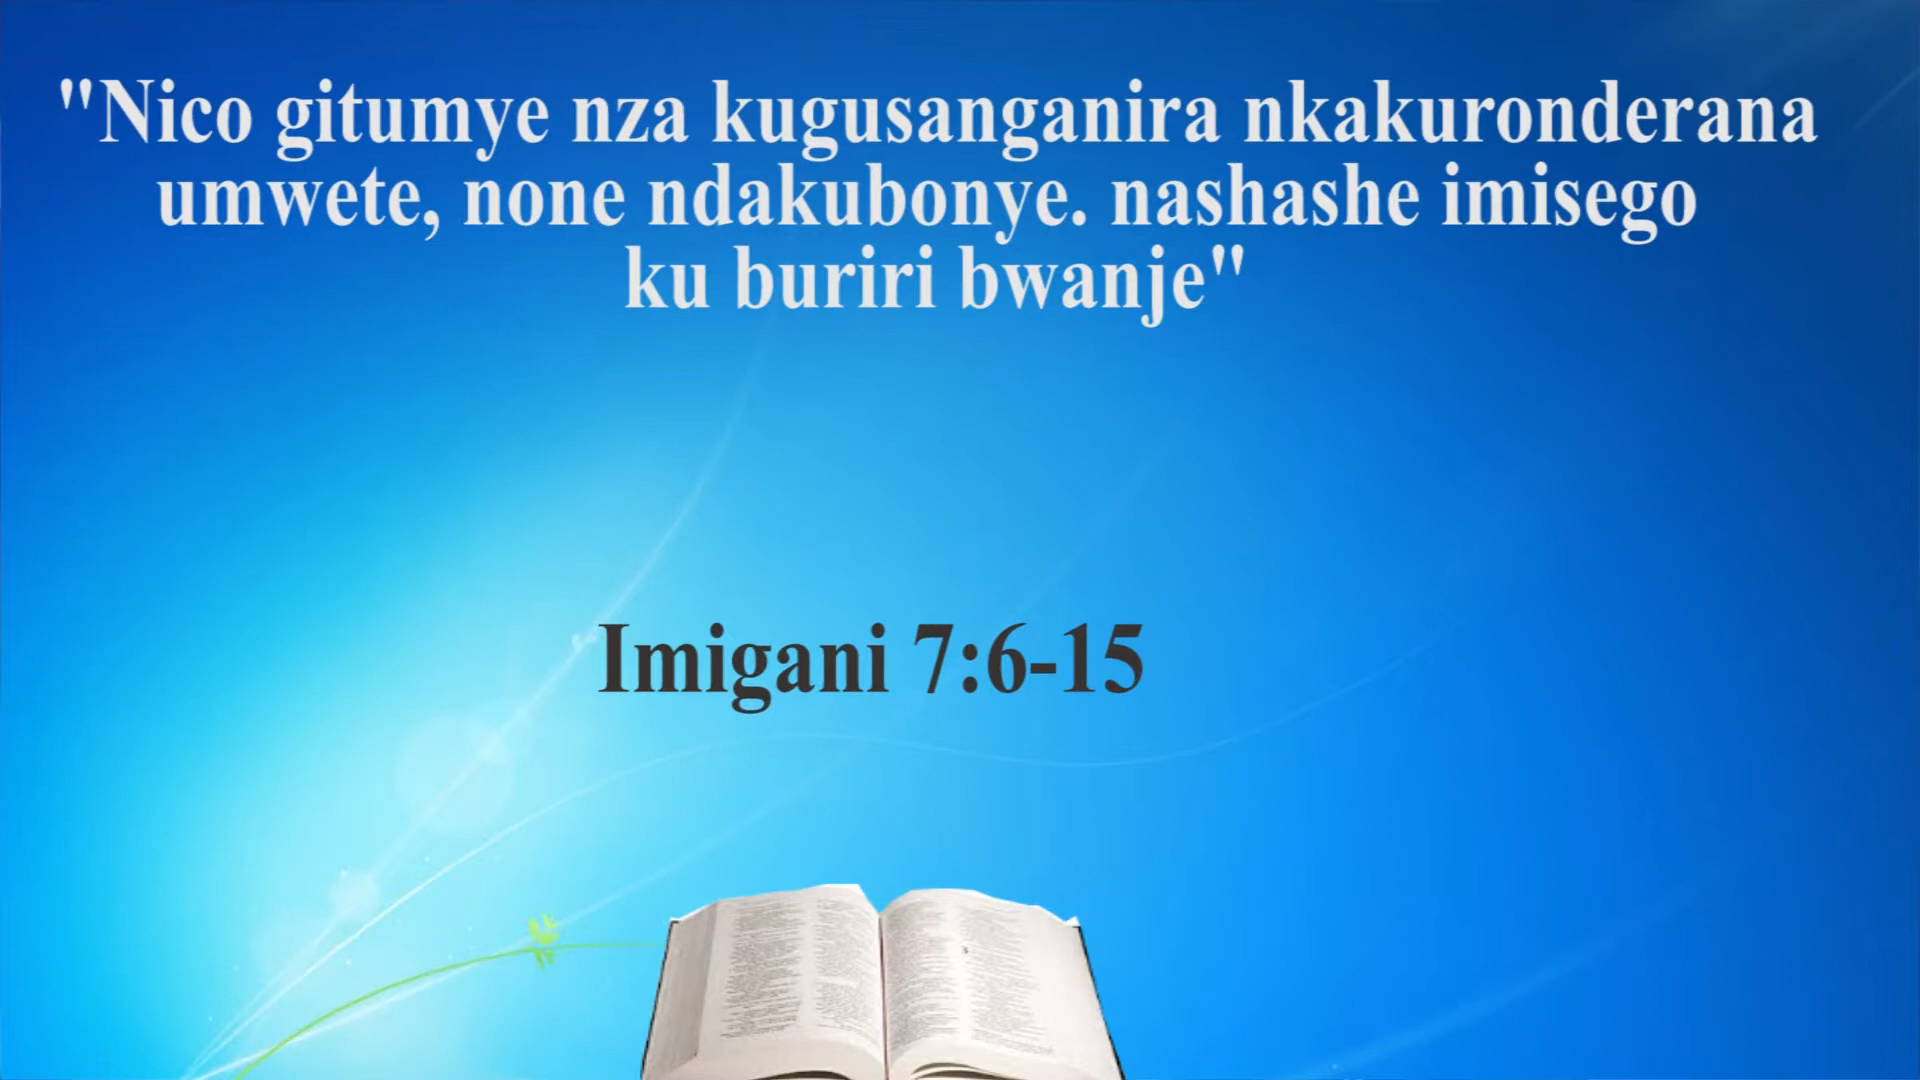 "Nico gitumye nza kugusanganira nkakuronderana
umwete, none ndakubonye. nashashe imisego
ku buriri bwanje"
Imigani 7:6-15